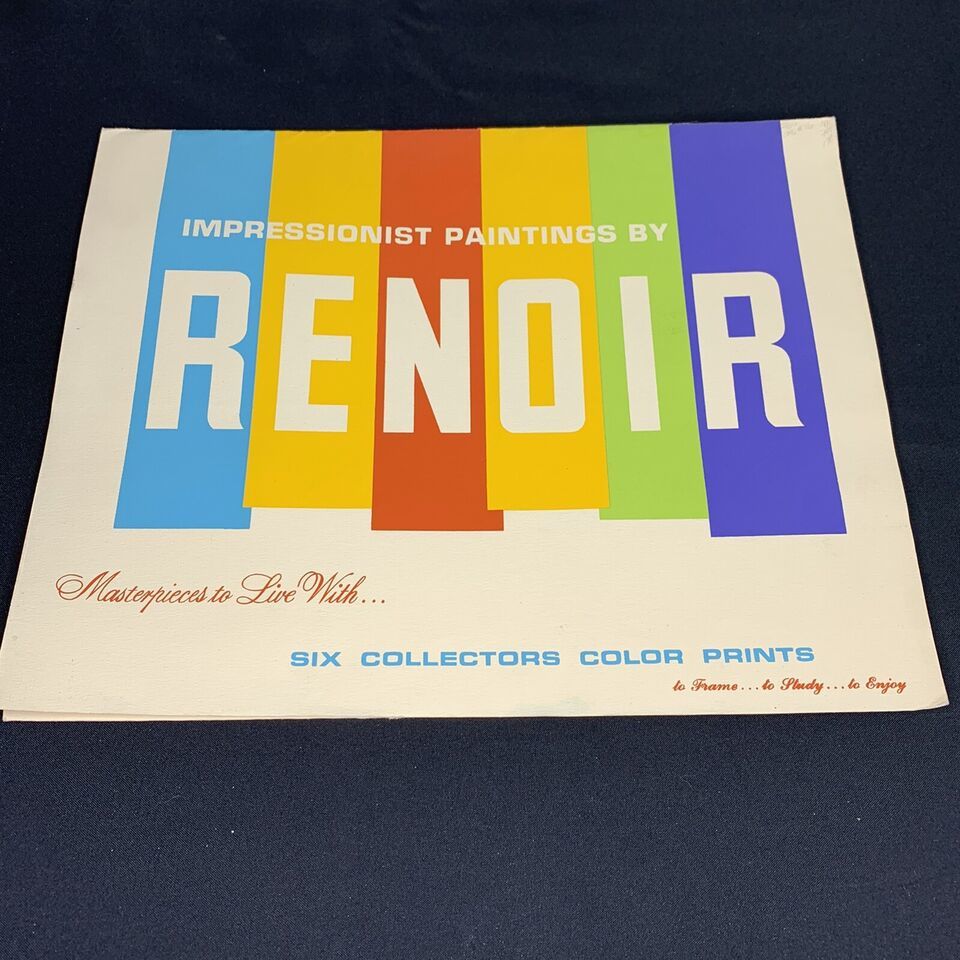 IMPRESSIONIST PAINTINGS BY
RENOIR
Masterpieces to Live With...
SIX COLLECTORS COLOR PRINTS
to Frame...to Study...to Enjoy